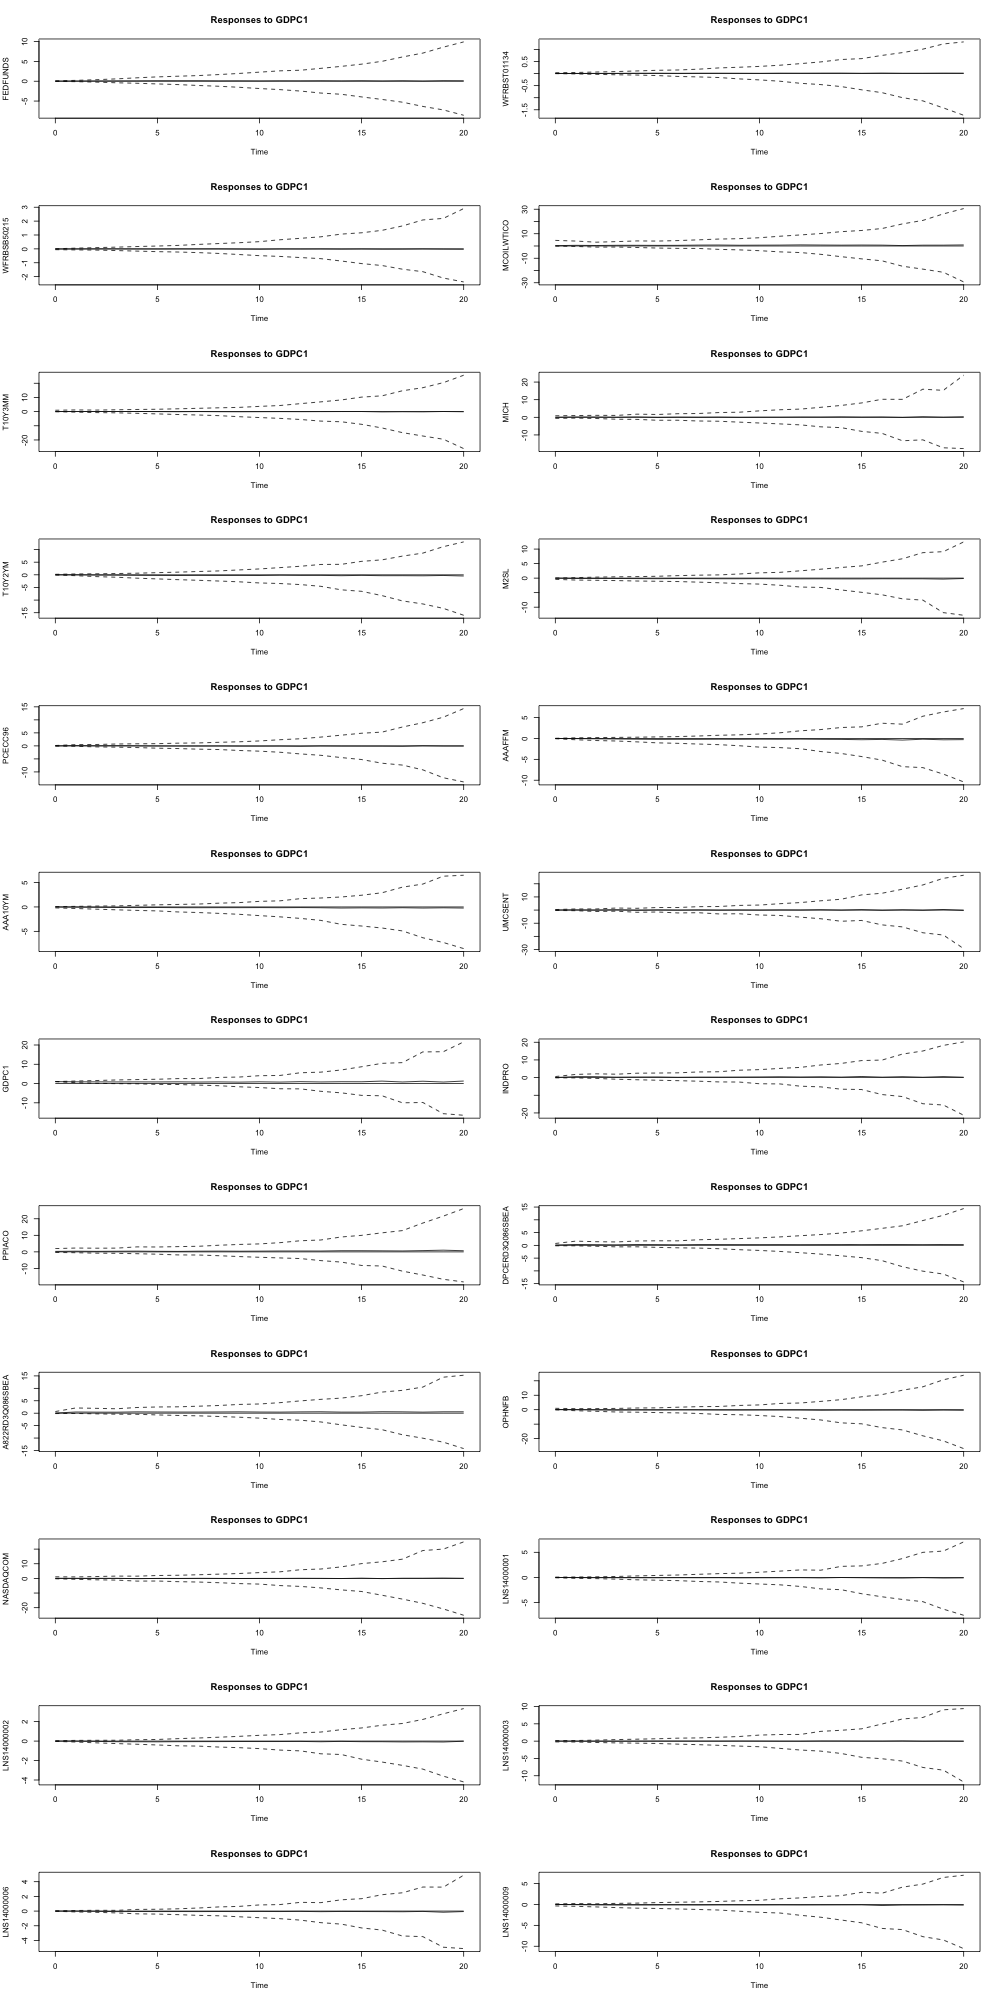 Responses to GDPC1
FEDFUNDS
10
5
0
-5
0 5 10 15 20
Time
Responses to GDPC1
WFRBST01134
0.5
-0.5
-1.5
0 5 10 15 20
Time
Responses to GDPC1
WFRBSB50215
3
2
1
0
-1
-2
0 5 10 15 20
Time
Responses to GDPC1
MCOILWTICO
30
10
-10
-30
0 5 10 15 20
Time
Responses to GDPC1
T10Y3MM
10
0
-20
0 5 10 15 20
Time
Responses to GDPC1
MICH
20
10
0
-10
0 5 10 15 20
Time
Responses to GDPC1
T10Y2YM
5
-5
-15
0 5 10 15 20
Time
Responses to GDPC1
M2SL
10
5
0
-10
0 5 10 15 20
Time
Responses to GDPC1
PCECC96
15
5
0
-10
0 5 10 15 20
Time
Responses to GDPC1
AAAFFM
5
0
-5
-10
0 5 10 15 20
Time
Responses to GDPC1
AAA10YM
5
0
-5
0 5 10 15 20
Time
Responses to GDPC1
UMCSENT
10
0
-10
-30
0 5 10 15 20
Time
Responses to GDPC1
GDPC1
20
10
0
-10
0 5 10 15 20
Time
Responses to GDPC1
INDPRO
20
10
0
-20
0 5 10 15 20
Time
Responses to GDPC1
PPIACO
20
10
0
-10
0 5 10 15 20
Time
Responses to GDPC1
DPCERD3Q086SBEA
15
5
-5
-15
0 5 10 15 20
Time
Responses to GDPC1
A822RD3Q086SBEA
15
5
-5
-15
0 5 10 15 20
Time
Responses to GDPC1
OPHNFB
10
0
-20
0 5 10 15 20
Time
Responses to GDPC1
NASDAQCOM
10
0
-20
0 5 10 15 20
Time
Responses to GDPC1
LNS14000001
5
0
-5
0 5 10 15 20
Time
Responses to GDPC1
LNS14000002
2
0
-2
-4
0 5 10 15 20
Time
Responses to GDPC1
LNS14000003
10
5
0
-5
-10
0 5 10 15 20
Time
Responses to GDPC1
LNS14000006
4
2
0
-2
-4
0 5 10 15 20
Time
Responses to GDPC1
LNS14000009
5
0
-5
-10
0 5 10 15 20
Time